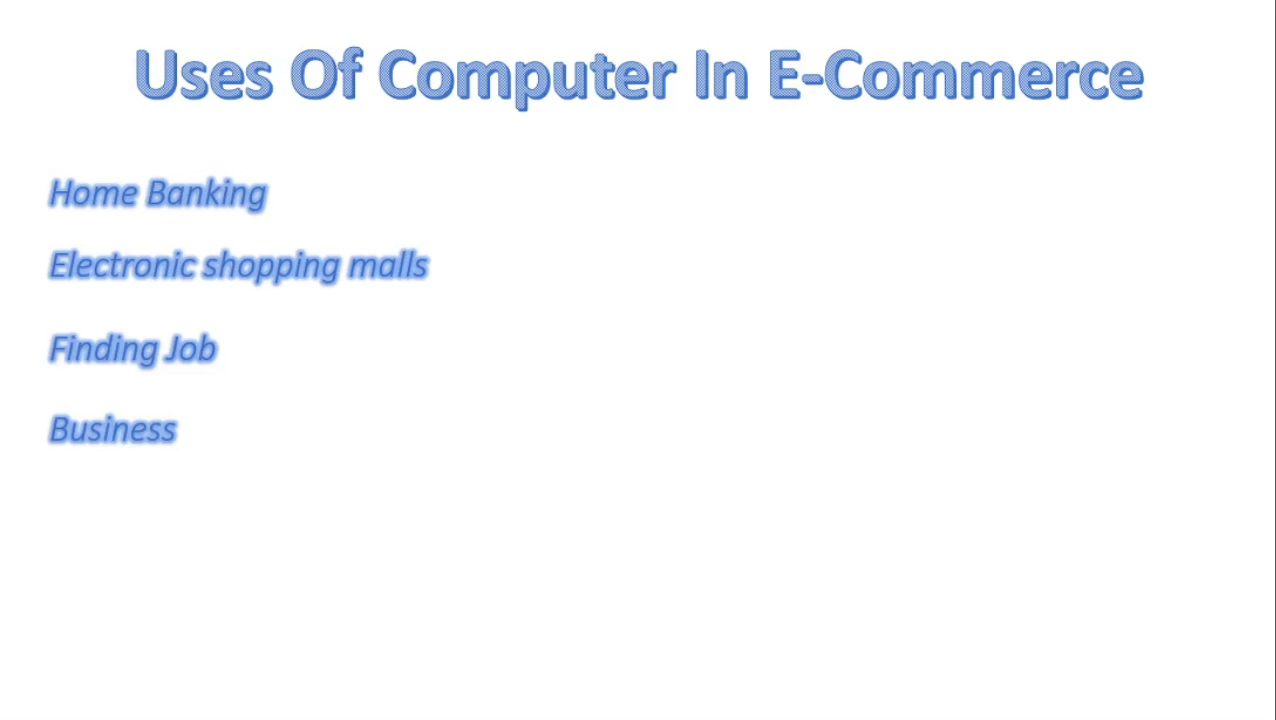 Uses Of Computer In E-Commerce
Home Banking
Electronic shopping malls
Finding Job
Business